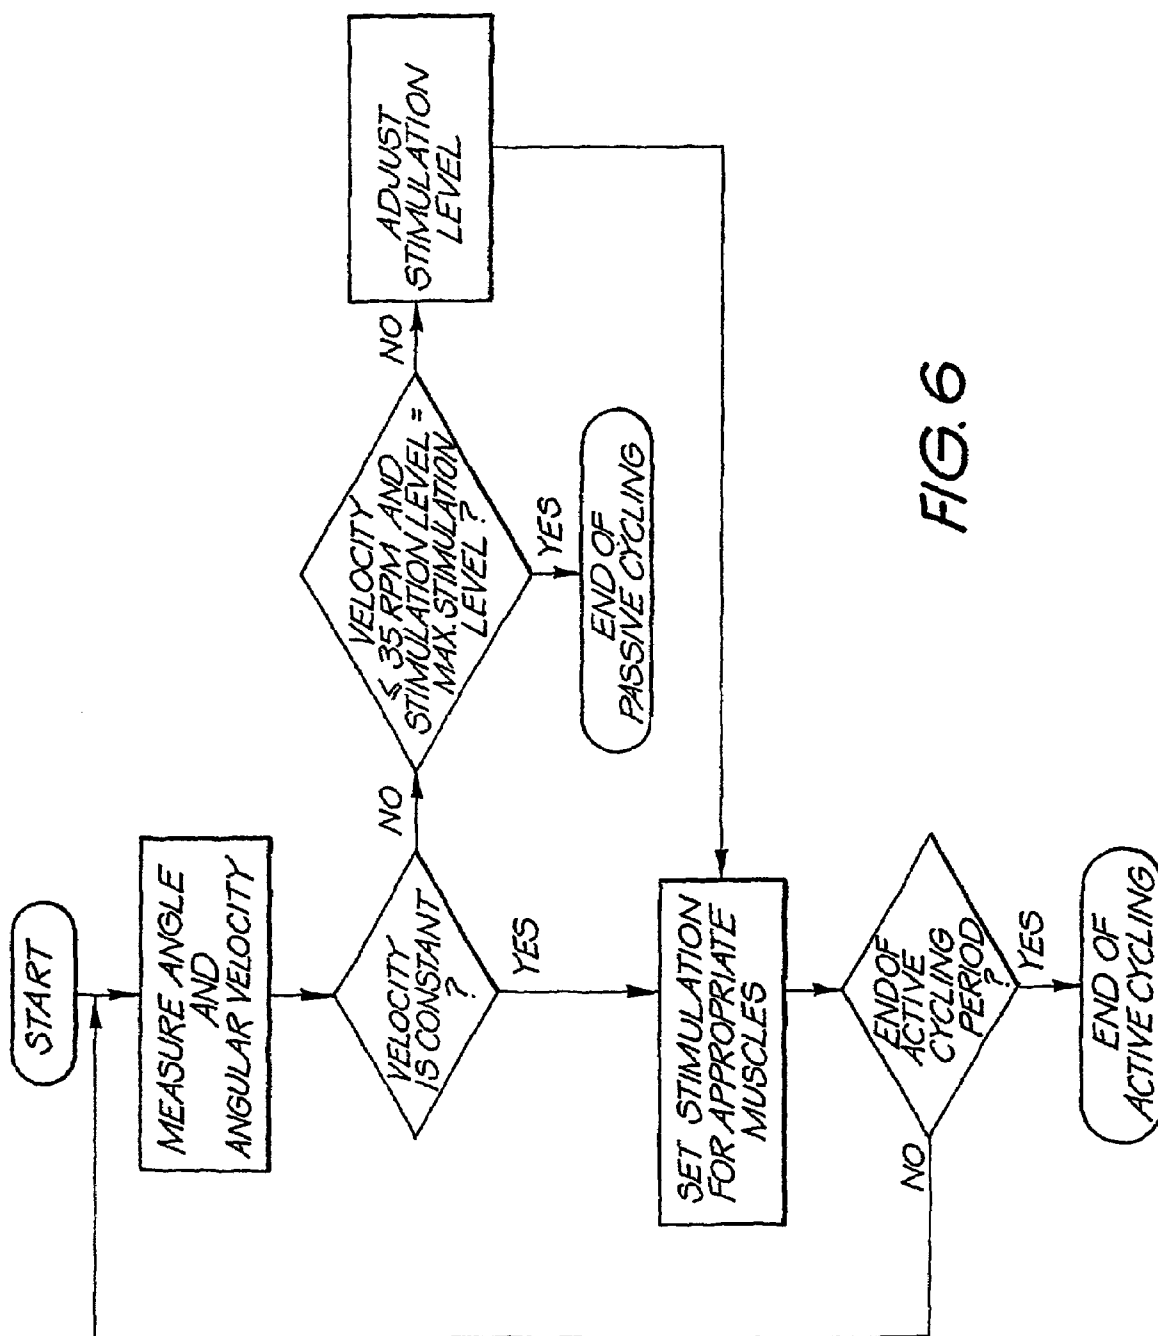 START
MEASURE ANGLE
AND
ANGULAR VELOCITY
VELOCITY
IS CONSTANT
?
NO
YES
VELOCITY
≤ 35 RPM AND
STIMULATION LEVEL =
MAX. STIMULATION
LEVEL ?
NO
YES
ADJUST
STIMULATION
LEVEL
END OF
PASSIVE CYCLING
SET STIMULATION
FOR APPROPRIATE
MUSCLES
END OF
ACTIVE
CYCLING
PERIOD
?
NO
YES
END OF
ACTIVE CYCLING
FIG. 6